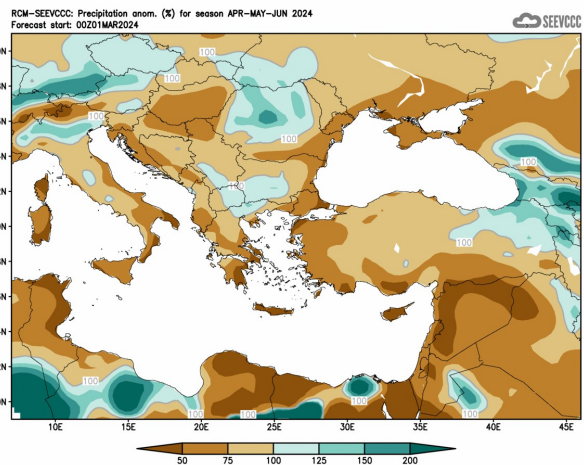 RCM-SEEVCCC: Precipitation anom. (%) for season APR-MAY-JUN 2024
Forecast start: 00Z01MAR2024
SEEVCCC
100
100
100
100
100
100
100
100
100
100
100
100
10E 15E 20E 25E 30E 35E 40E 45E
50 75 100 125 150 200